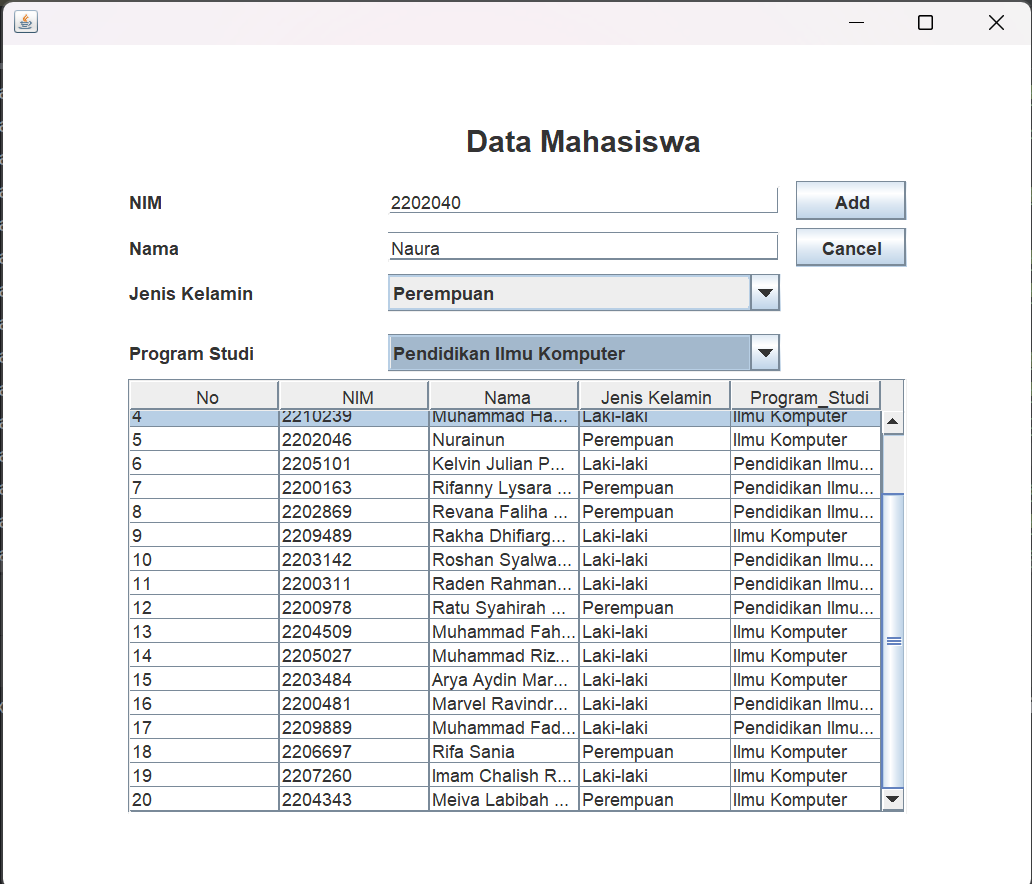 Data Mahasiswa
NIM 2202040 Add
Nama Naura Cancel
Jenis Kelamin Perempuan
Program Studi Pendidikan Ilmu Komputer
No NIM Nama Jenis Kelamin Program_Studi
4 2210239 Muhammad Ha... Laki-laki Ilmu Komputer
5 2202046 Nurainun Perempuan Ilmu Komputer
6 2205101 Kelvin Julian P... Laki-laki Pendidikan Ilmu...
7 2200163 Rifanny Lysara ... Perempuan Pendidikan Ilmu...
8 2202869 Revana Faliha ... Perempuan Pendidikan Ilmu...
9 2209489 Rakha Dhifiarg... Laki-laki Ilmu Komputer
10 2203142 Roshan Syalwa... Laki-laki Pendidikan Ilmu...
11 2200311 Raden Rahman... Laki-laki Pendidikan Ilmu...
12 2200978 Ratu Syahirah ... Perempuan Pendidikan Ilmu...
13 2204509 Muhammad Fah... Laki-laki Ilmu Komputer
14 2205027 Muhammad Riz... Laki-laki Ilmu Komputer
15 2203484 Arya Aydin Mar... Laki-laki Ilmu Komputer
16 2200481 Marvel Ravindr... Laki-laki Pendidikan Ilmu...
17 2209889 Muhammad Fad... Laki-laki Pendidikan Ilmu...
18 2206697 Rifa Sania Perempuan Ilmu Komputer
19 2207260 Imam Chalish R... Laki-laki Ilmu Komputer
20 2204343 Meiva Labibah ... Perempuan Ilmu Komputer